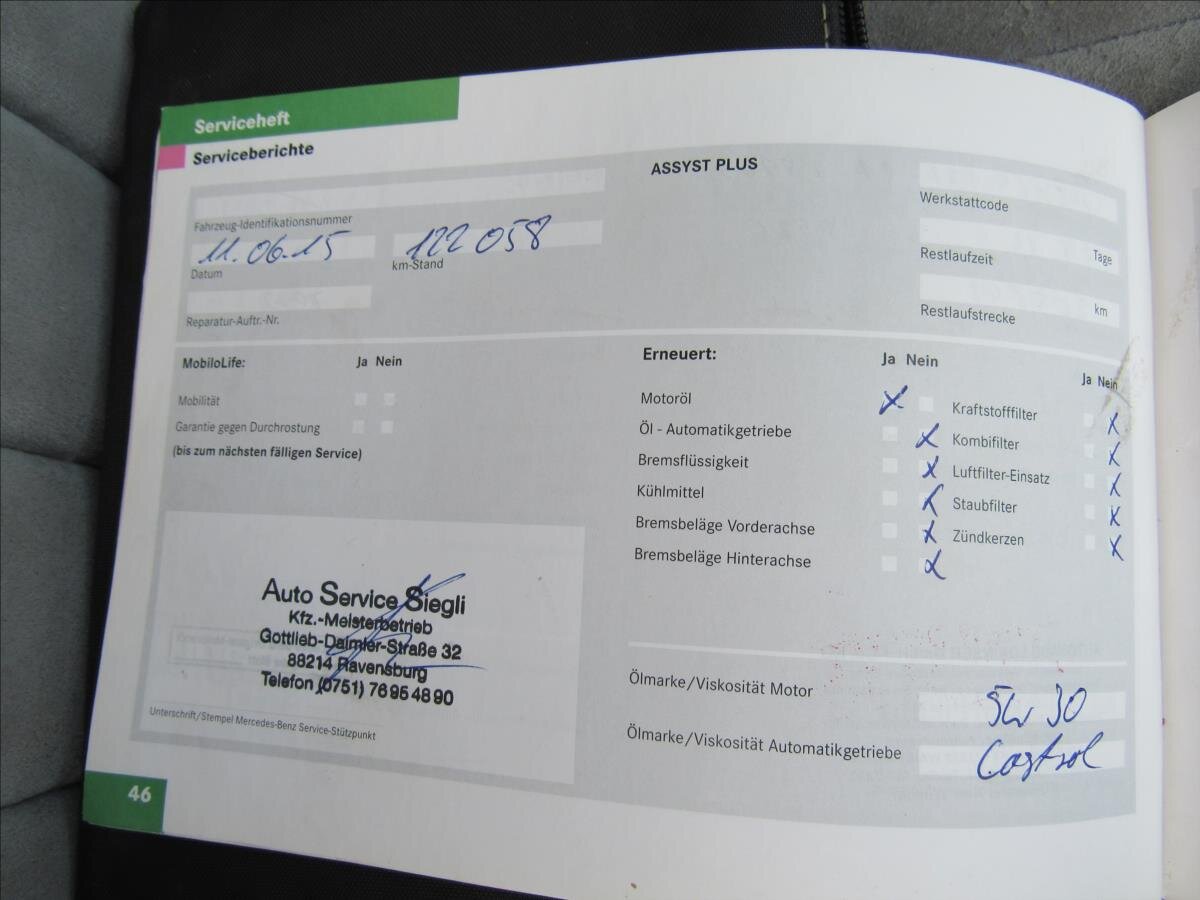 Serviceheft
Serviceberichte
ASSYST PLUS
Fahrzeug-Identifikationsnummer
11.06.15 122 058
Datum km-Stand
Reparatur-Auftr.-Nr.
Werkstattcode
Restlaufzeit Tage
Restlaufstrecke km
MobiloLife: Ja Nein
Mobilität
Garantie gegen Durchrostung
(bis zum nächsten fälligen Service)
Erneuert: Ja Nein Ja Nein
Motoröl X Kraftstofffilter X
Öl - Automatikgetriebe X Kombifilter X
Bremsflüssigkeit X Luftfilter-Einsatz X
Kühlmittel X Staubfilter X
Bremsbeläge Vorderachse X Zündkerzen X
Bremsbeläge Hinterachse X
Auto Service Siegli
Kfz.-Meisterbetrieb
Gottlieb-Daimler-Straße 32
88214 Ravensburg
Telefon (0751) 76 95 48 90
Unterschrift/Stempel Mercedes-Benz Service-Stützpunkt
Ölmarke/Viskosität Motor 5W 30
Ölmarke/Viskosität Automatikgetriebe Castrol
46